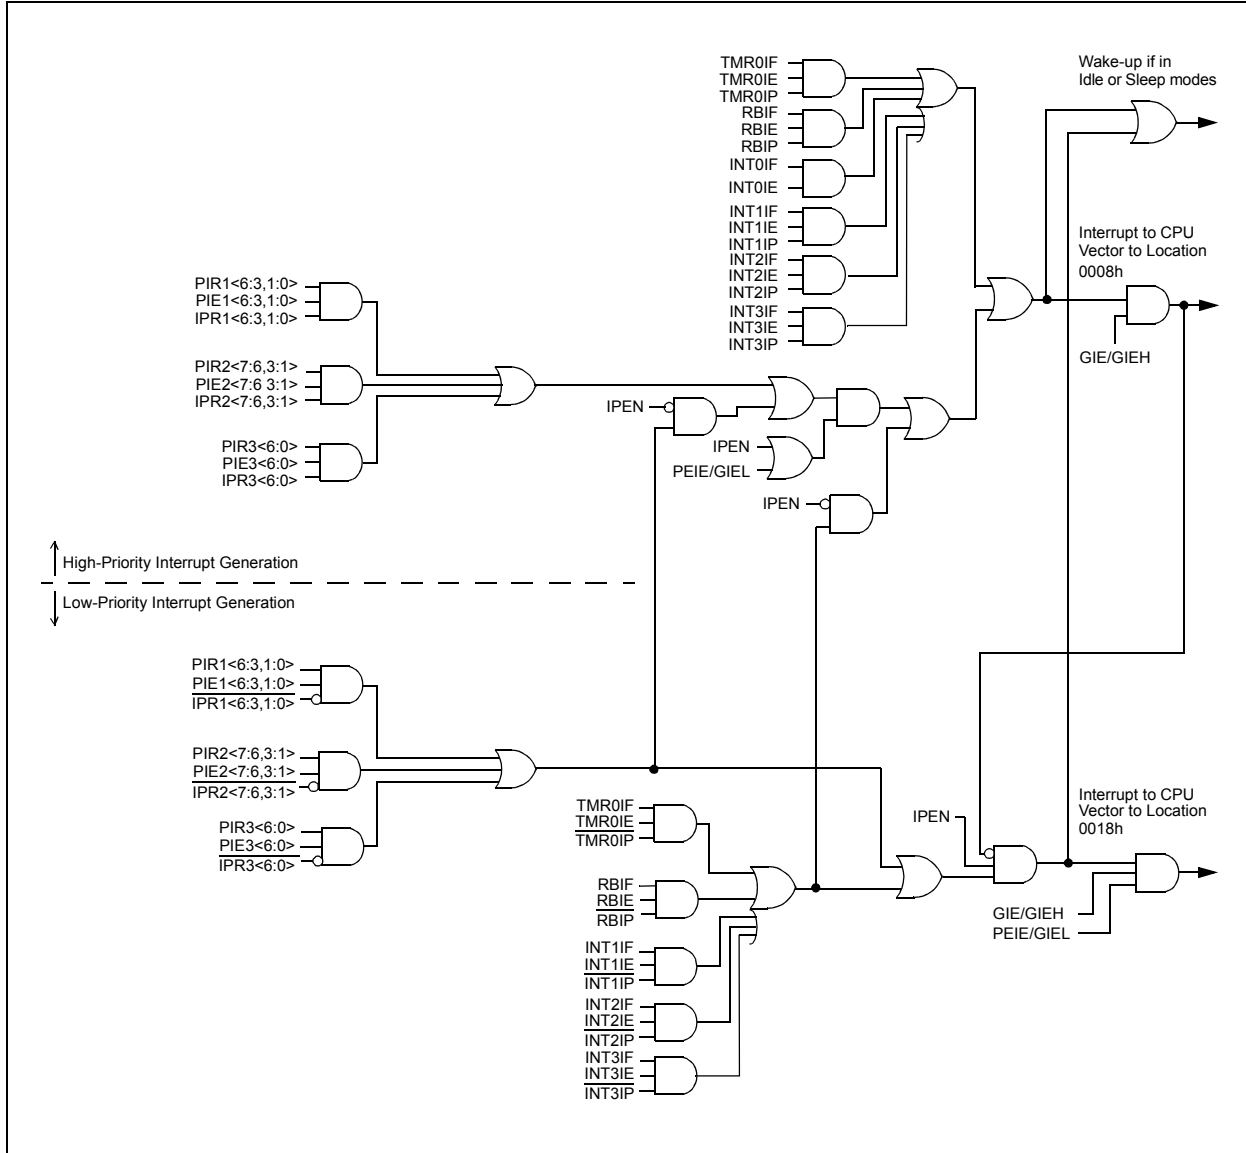 TMR0IF
TMR0IE
TMR0IP
RBIF
RBIE
RBIP
INT0IF
INT0IE
INT1IF
INT1IE
INT1IP
INT2IF
INT2IE
INT2IP
INT3IF
INT3IE
INT3IP
Wake-up if in
Idle or Sleep modes
Interrupt to CPU
Vector to Location
0008h
GIE/GIEH
PIR1<6:3,1:0>
PIE1<6:3,1:0>
IPR1<6:3,1:0>
PIR2<7:6,3:1>
PIE2<7:6 3:1>
IPR2<7:6,3:1>
PIR3<6:0>
PIE3<6:0>
IPR3<6:0>
IPEN
IPEN
PEIE/GIEL
IPEN
High-Priority Interrupt Generation
Low-Priority Interrupt Generation
PIR1<6:3,1:0>
PIE1<6:3,1:0>
IPR1<6:3,1:0>
PIR2<7:6,3:1>
PIE2<7:6,3:1>
IPR2<7:6,3:1>
PIR3<6:0>
PIE3<6:0>
IPR3<6:0>
TMR0IF
TMR0IE
TMR0IP
RBIF
RBIE
RBIP
INT1IF
INT1IE
INT1IP
INT2IF
INT2IE
INT2IP
INT3IF
INT3IE
INT3IP
IPEN
Interrupt to CPU
Vector to Location
0018h
GIE/GIEH
PEIE/GIEL